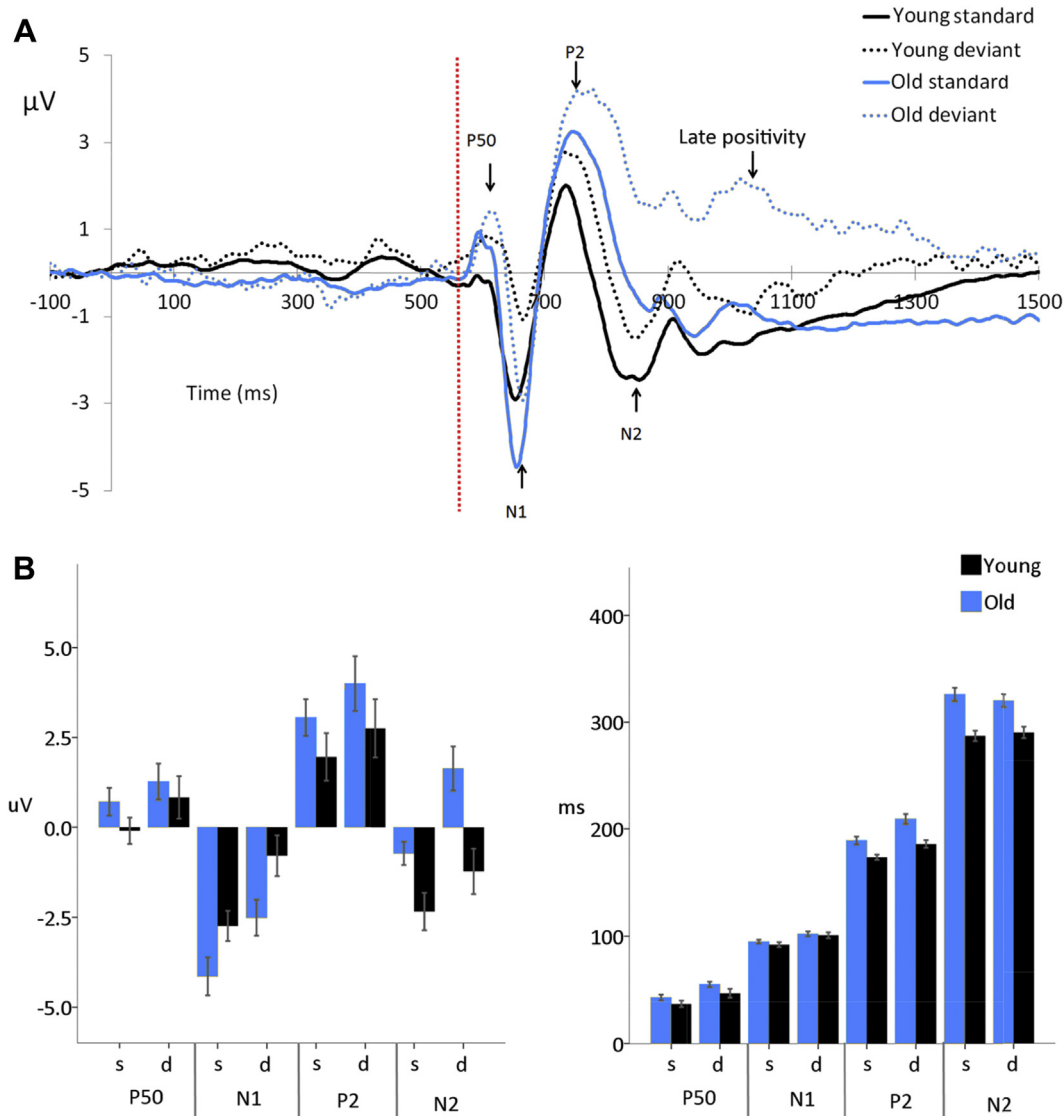 A
Young standard
Young deviant
Old standard
Old deviant
5
3
1
-1
-3
-5
µV
P50
P2
Late positivity
N1
N2
-100 100 300 500 700 900 1100 1300 1500
Time (ms)
B
5.0
2.5
0.0
-2.5
-5.0
uV
s d s d s d s d
P50 N1 P2 N2
Young
Old
400
300
200
100
0
ms
s d s d s d s d
P50 N1 P2 N2